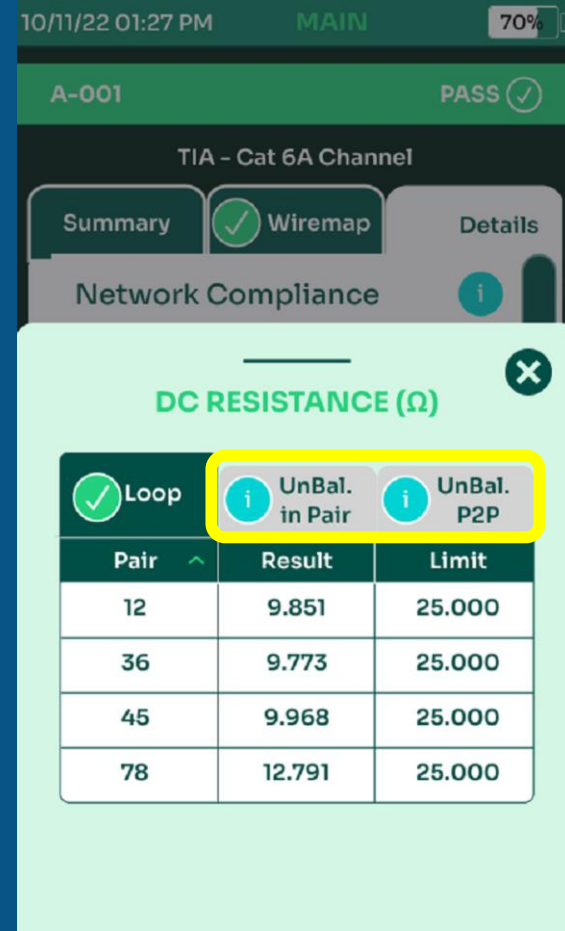 10/11/22 01:27 PM MAIN 70%
A-001 PASS
TIA - Cat 6A Channel
Summary Wiremap Details
Network Compliance i
DC RESISTANCE (Ω)
Loop i UnBal. in Pair i UnBal. P2P
Pair Result Limit
12 9.851 25.000
36 9.773 25.000
45 9.968 25.000
78 12.791 25.000